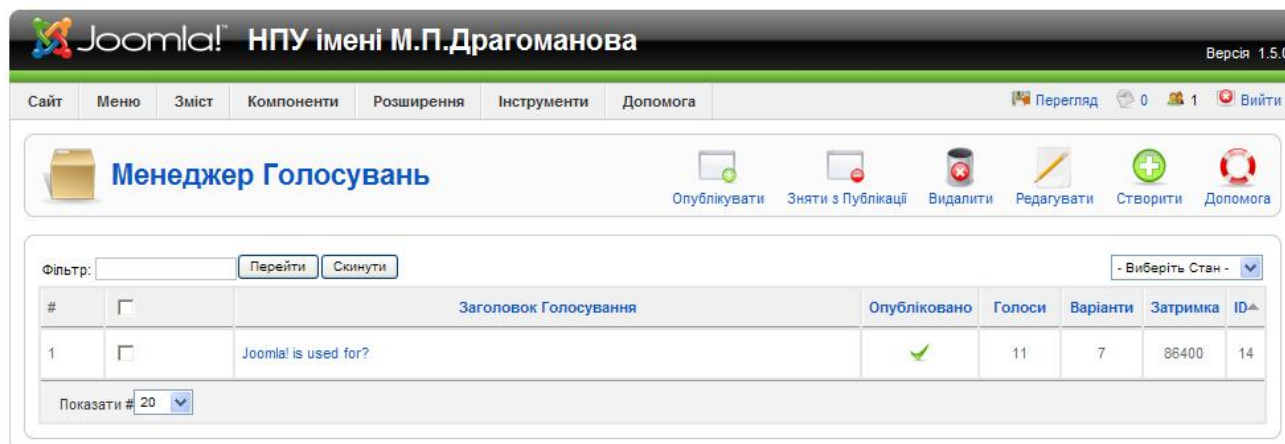 Joomla!™ НПУ імені М.П.Драгоманова
Версія 1.5.0
Сайт Меню Зміст Компоненти Розширення Інструменти Допомога Перегляд 0 1 Вийти
Менеджер Голосувань
Опублікувати Зняти з Публікації Видалити Редагувати Створити Допомога
Фільтр: Перейти Скинути - Виберіть Стан -
# Заголовок Голосування Опубліковано Голоси Варіанти Затримка ID
1 Joomla! is used for? 11 7 86400 14
Показати # 20